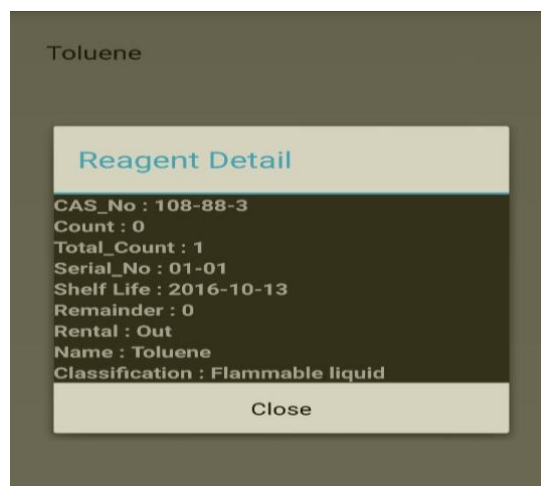 Toluene
Reagent Detail
CAS_No : 108-88-3
Count : 0
Total_Count : 1
Serial_No : 01-01
Shelf Life : 2016-10-13
Remainder : 0
Rental : Out
Name : Toluene
Classification : Flammable liquid
Close